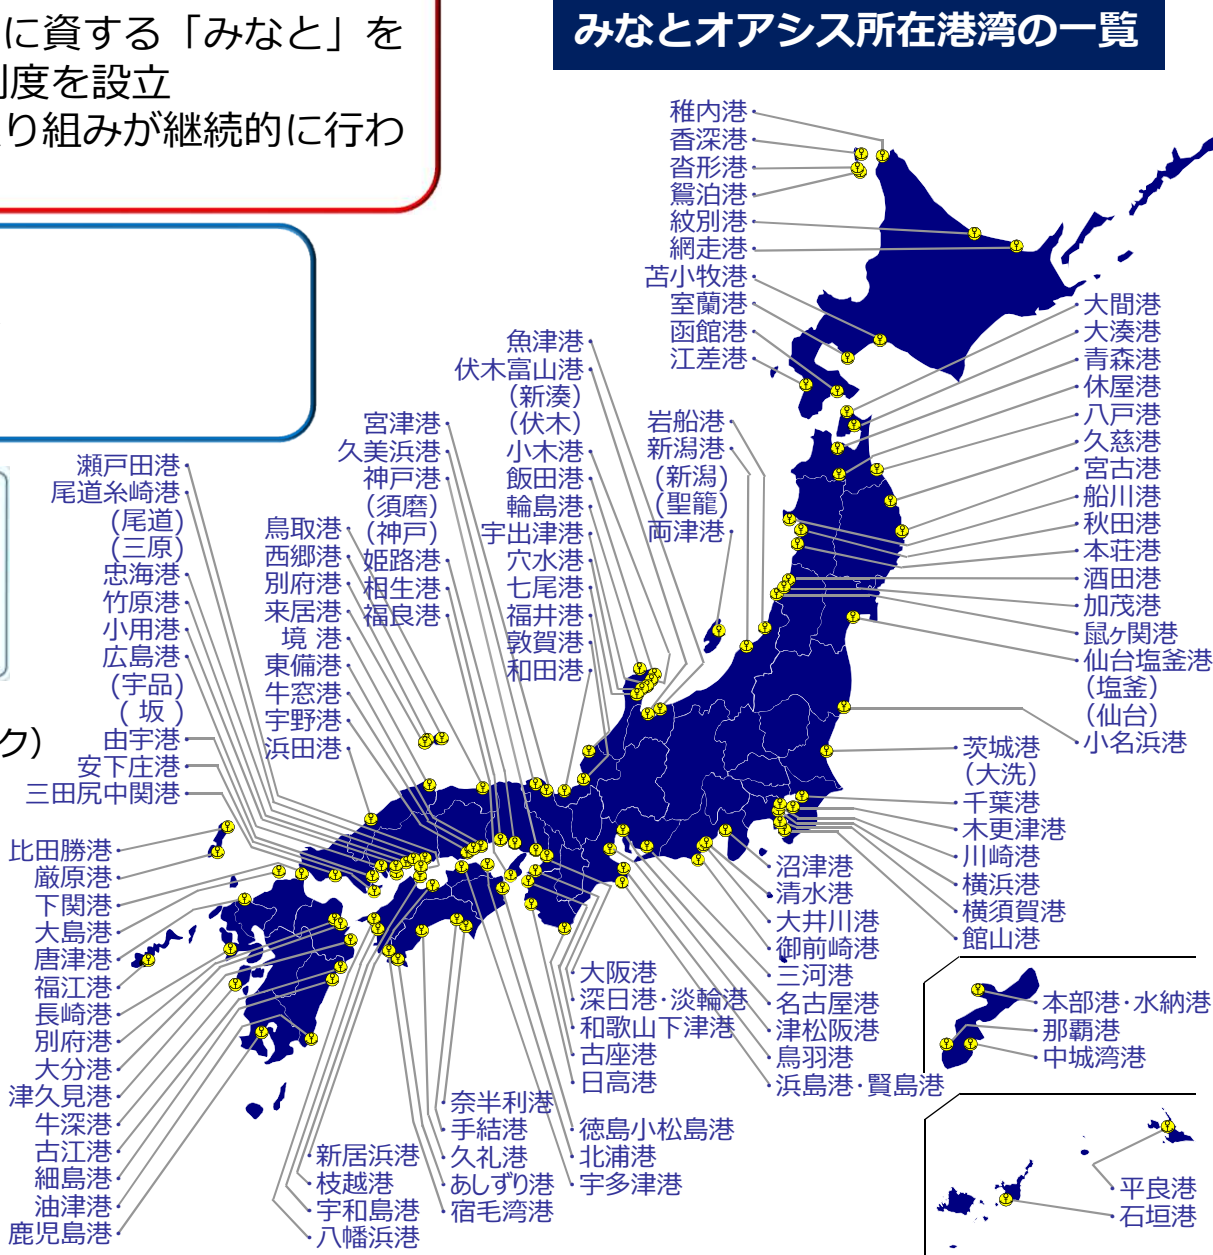 に資する「みなと」を
制度を設立
り組みが継続的に行わ
ク）
みなとオアシス所在港湾の一覧
稚内港
香深港
沓形港
鴛泊港
紋別港
網走港
苫小牧港
室蘭港
函館港
江差港
大間港
大湊港
青森港
休屋港
八戸港
久慈港
宮古港
船川港
秋田港
本荘港
酒田港
加茂港
鼠ヶ関港
仙台塩釜港
（塩釜）
（仙台）
小名浜港
魚津港
伏木富山港
（新湊）
（伏木）
小木港
飯田港
輪島港
宇出津港
穴水港
七尾港
福井港
敦賀港
和田港
岩船港
新潟港
（新潟）
（聖籠）
両津港
宮津港
久美浜港
神戸港
（須磨）
（神戸）
姫路港
相生港
福良港
鳥取港
西郷港
別府港
来居港
境 港
東備港
牛窓港
宇野港
浜田港
瀬戸田港
尾道糸崎港
（尾道）
（三原）
忠海港
竹原港
小用港
広島港
（宇品）
（ 坂 ）
由宇港
安下庄港
三田尻中関港
比田勝港
厳原港
下関港
大島港
唐津港
福江港
長崎港
別府港
大分港
津久見港
牛深港
古江港
細島港
油津港
鹿児島港
茨城港
（大洗）
千葉港
木更津港
川崎港
横浜港
横須賀港
館山港
沼津港
清水港
大井川港
御前崎港
三河港
名古屋港
津松阪港
鳥羽港
浜島港・賢島港
大阪港
深日港・淡輪港
和歌山下津港
古座港
日高港
徳島小松島港
北浦港
宇多津港
奈半利港
手結港
久礼港
あしずり港
宿毛湾港
新居浜港
枝越港
宇和島港
八幡浜港
本部港・水納港
那覇港
中城湾港
平良港
石垣港